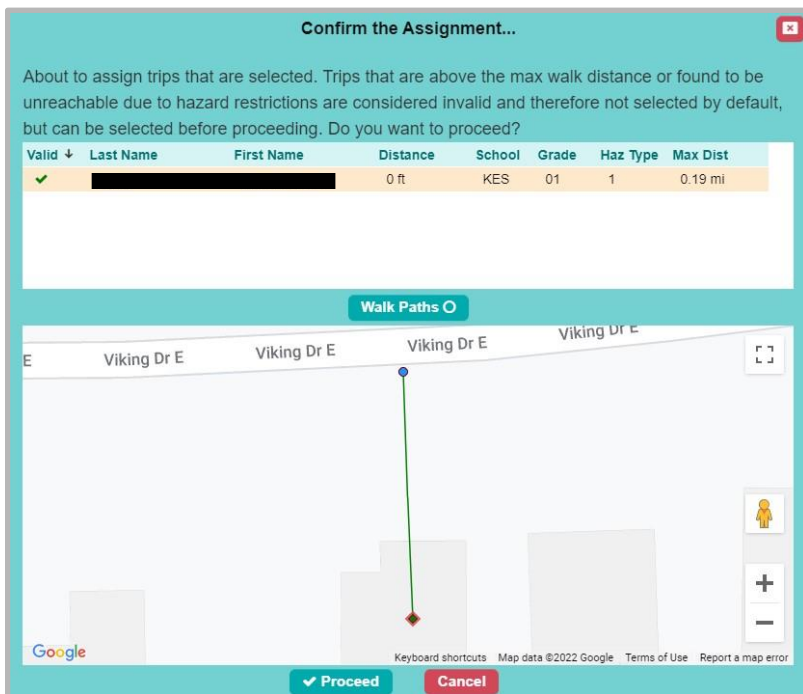 Confirm the Assignment...
About to assign trips that are selected. Trips that are above the max walk distance or found to be
unreachable due to hazard restrictions are considered invalid and therefore not selected by default,
but can be selected before proceeding. Do you want to proceed?
Valid Last Name First Name Distance School Grade Haz Type Max Dist
0 ft KES 01 1 0.19 mi
Walk Paths
E Viking Dr E Viking Dr E Viking Dr E Viking Dr E
Google
Keyboard shortcuts Map data ©2022 Google Terms of Use Report a map error
Proceed Cancel